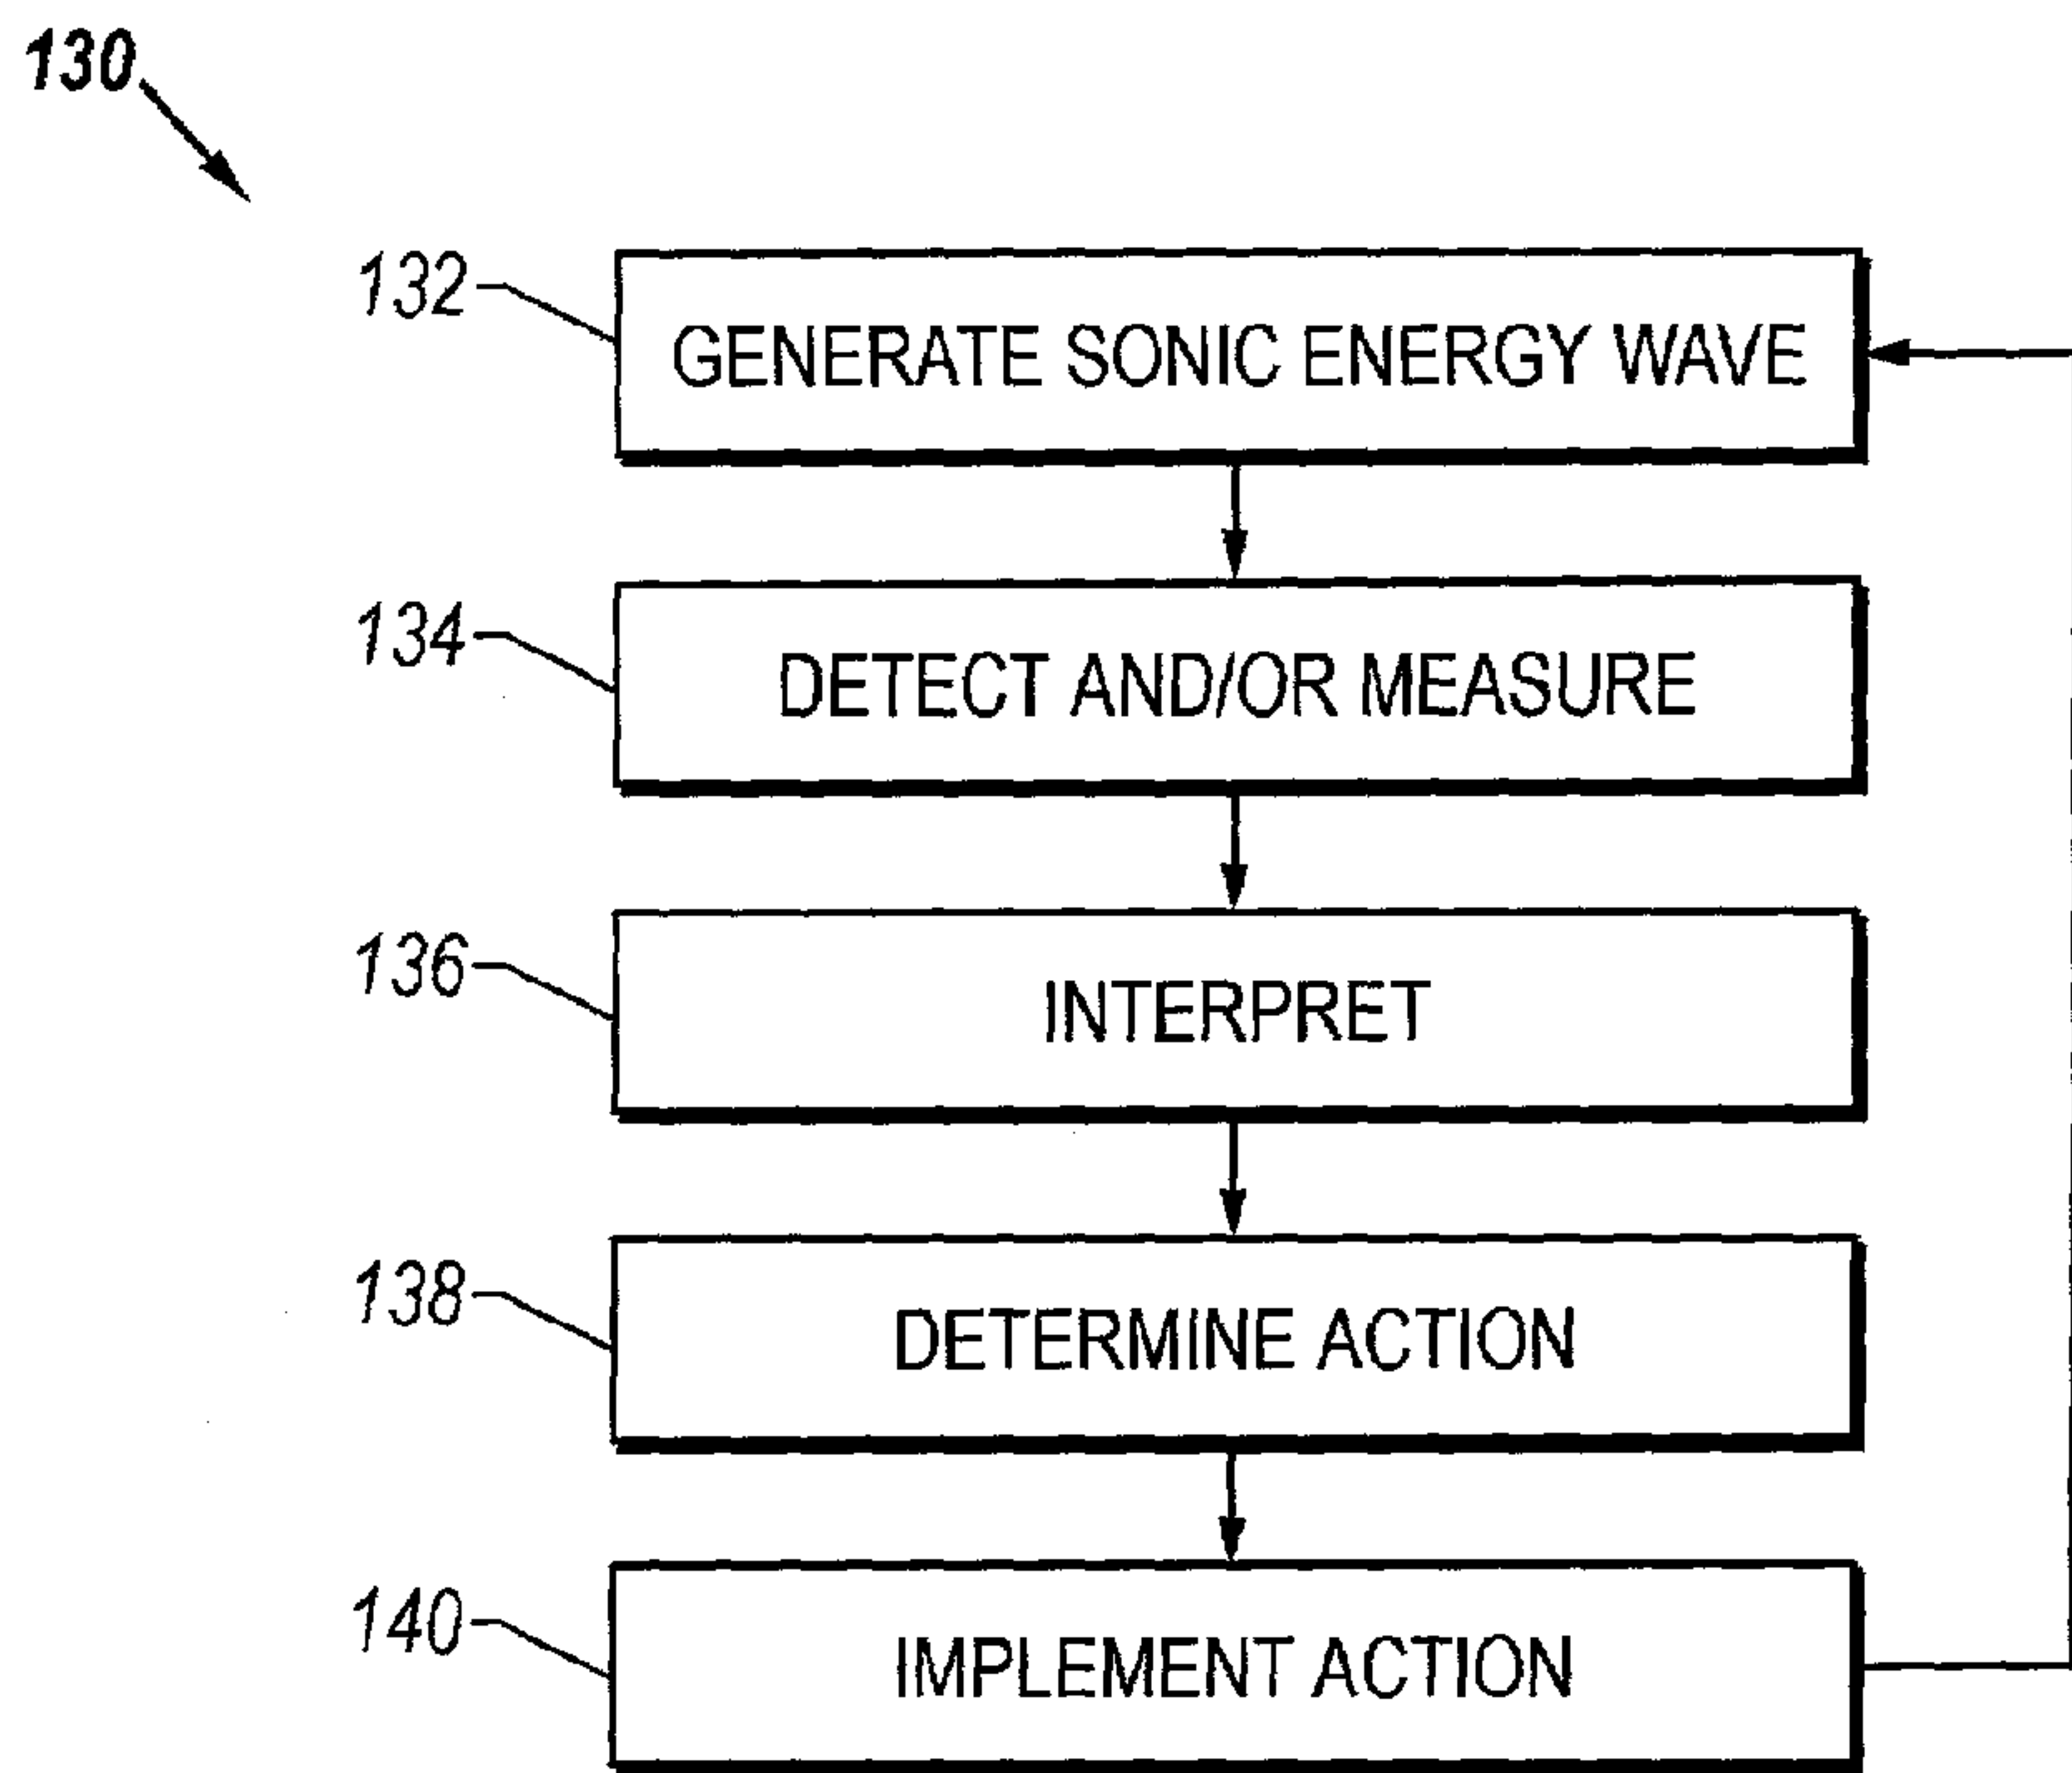 130
132
GENERATE SONIC ENERGY WAVE
134
DETECT AND/OR MEASURE
136
INTERPRET
138
DETERMINE ACTION
140
IMPLEMENT ACTION